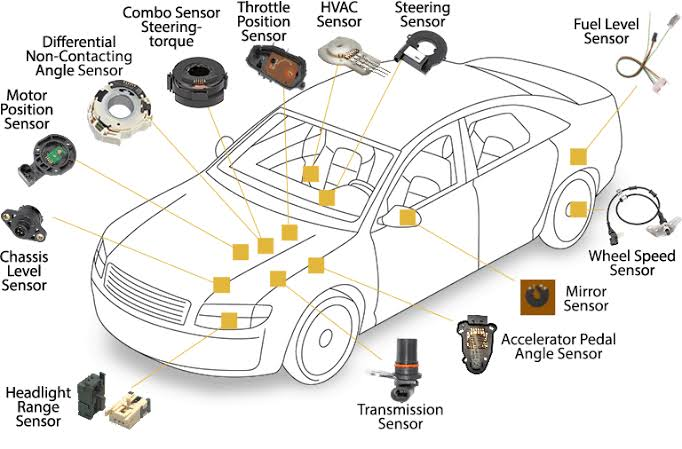 Combo Sensor
Steering-
torque
Throttle
Position
Sensor
HVAC
Sensor
Steering
Sensor
Fuel Level
Sensor
Differential
Non-Contacting
Angle Sensor
Motor
Position
Sensor
Chassis
Level
Sensor
Wheel Speed
Sensor
Mirror
Sensor
Accelerator Pedal
Angle Sensor
Transmission
Sensor
Headlight
Range
Sensor